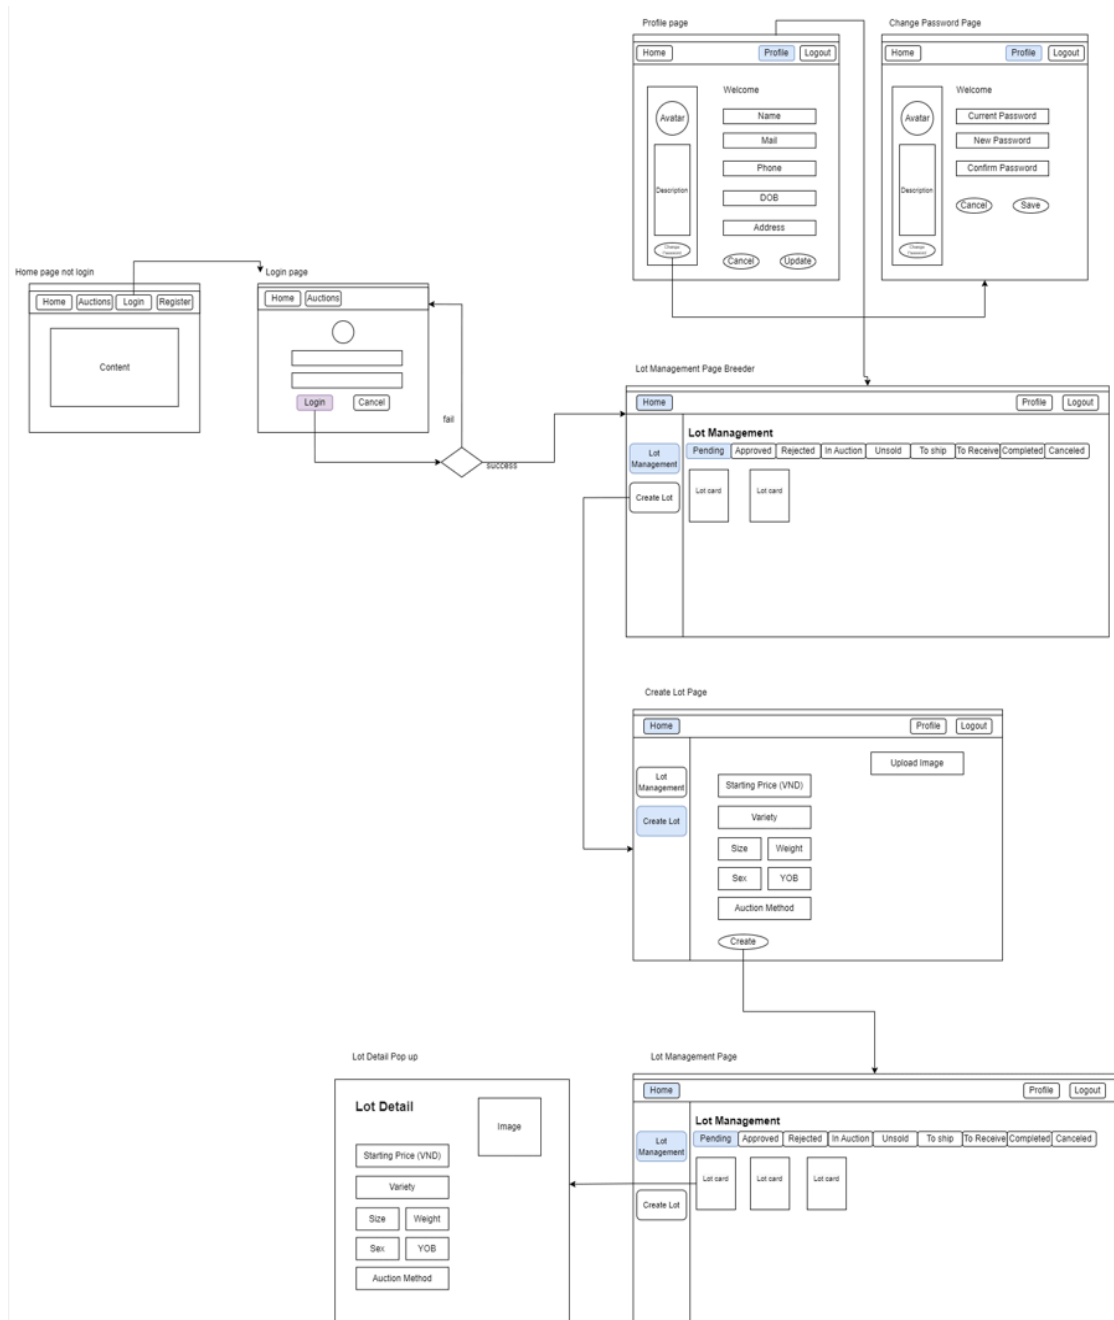 Profile page
Home
Profile
Logout
Welcome
Avatar
Name
Mail
Phone
Description
DOB
Address
Change
Password
Cancel
Update
Change Password Page
Home
Profile
Logout
Welcome
Avatar
Current Password
New Password
Confirm Password
Description
Cancel
Save
Change
Password
Home page not login
Home
Auctions
Login
Register
Content
Login page
Home
Auctions
Login
Cancel
fail
success
Lot Management Page Breeder
Home
Profile
Logout
Lot
Management
Create Lot
Lot Management
Pending
Approved
Rejected
In Auction
Unsold
To ship
To Receive
Completed
Canceled
Lot card
Lot card
Create Lot Page
Home
Profile
Logout
Lot
Management
Create Lot
Upload Image
Starting Price (VND)
Variety
Size
Weight
Sex
YOB
Auction Method
Create
Lot Detail Pop up
Lot Detail
Image
Starting Price (VND)
Variety
Size
Weight
Sex
YOB
Auction Method
Lot Management Page
Home
Profile
Logout
Lot
Management
Create Lot
Lot Management
Pending
Approved
Rejected
In Auction
Unsold
To ship
To Receive
Completed
Canceled
Lot card
Lot card
Lot card